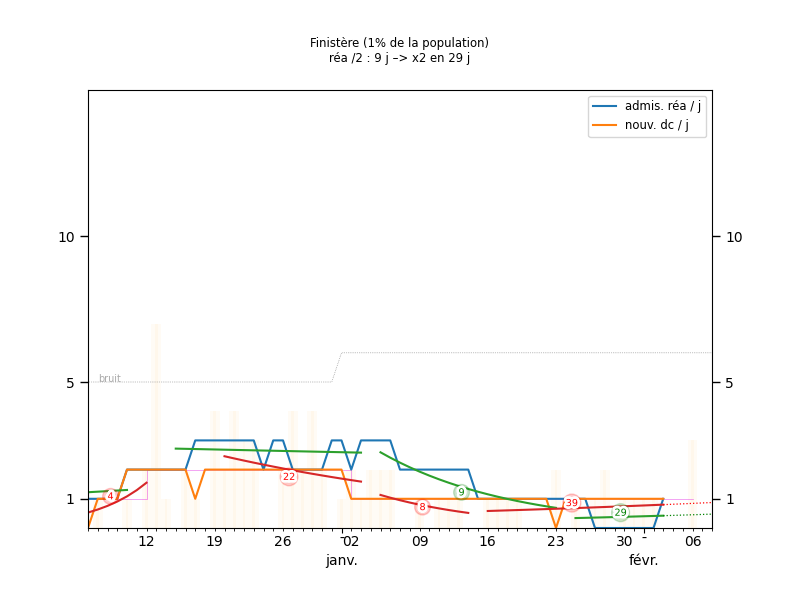 Finistère (1% de la population)
réa /2 : 9 j –> x2 en 29 j
admis. réa / j
nouv. dc / j
10 10
bruit
5 5
4 22 8 9 39 29
1 1
12 19 26 02 09 16 23 30 06
janv. févr.